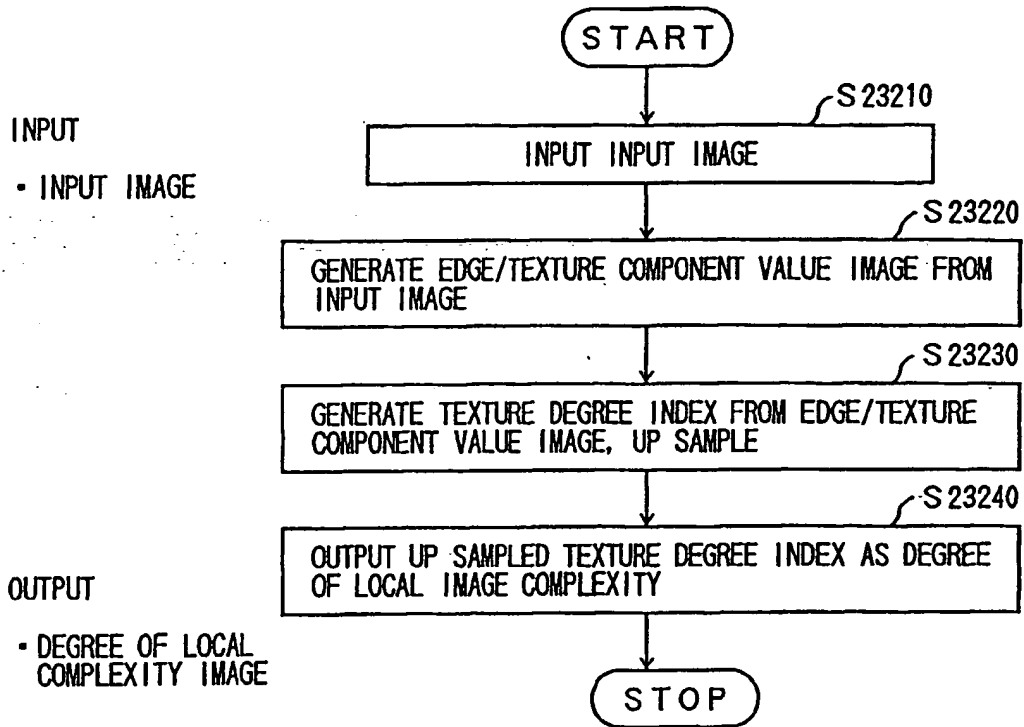 START
S23210
INPUT
INPUT INPUT IMAGE
▪ INPUT IMAGE
S23220
GENERATE EDGE/TEXTURE COMPONENT VALUE IMAGE FROM
INPUT IMAGE
S23230
GENERATE TEXTURE DEGREE INDEX FROM EDGE/TEXTURE
COMPONENT VALUE IMAGE, UP SAMPLE
S23240
OUTPUT UP SAMPLED TEXTURE DEGREE INDEX AS DEGREE
OF LOCAL IMAGE COMPLEXITY
OUTPUT
▪ DEGREE OF LOCAL
COMPLEXITY IMAGE
STOP